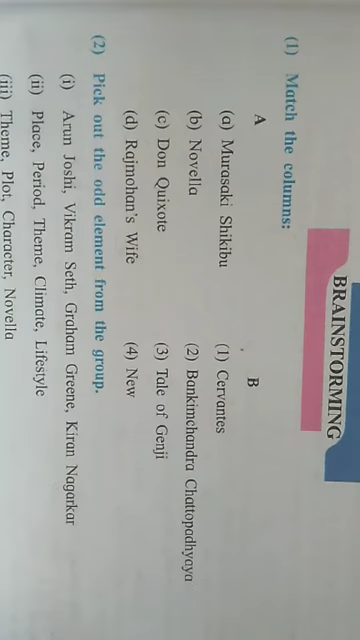 BRAINSTORMING
(1) Match the columns:
A B
(a) Murasaki Shikibu (1) Cervantes
(b) Novella (2) Bankimchandra Chattopadhyaya
(c) Don Quixote (3) Tale of Genji
(d) Rajmohan's Wife (4) New
(2) Pick out the odd element from the group.
(i) Arun Joshi, Vikram Seth, Graham Greene, Kiran Nagarkar
(ii) Place, Period, Theme, Climate, Lifestyle
(iii) Theme, Plot, Character, Novella